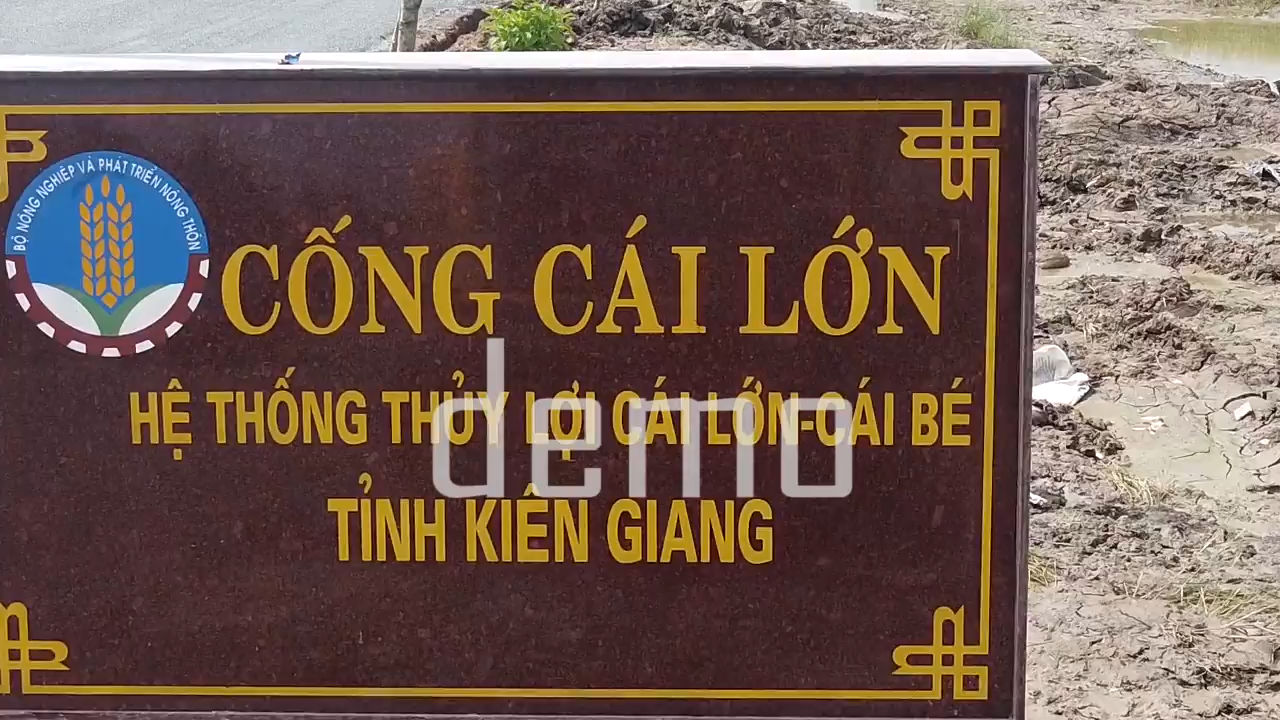 BỘ NÔNG NGHIỆP VÀ PHÁT TRIỂN NÔNG THÔN
CỐNG CÁI LỚN
HỆ THỐNG THỦY LỢI CÁI LỚN-CÁI BÉ
demo
TỈNH KIÊN GIANG